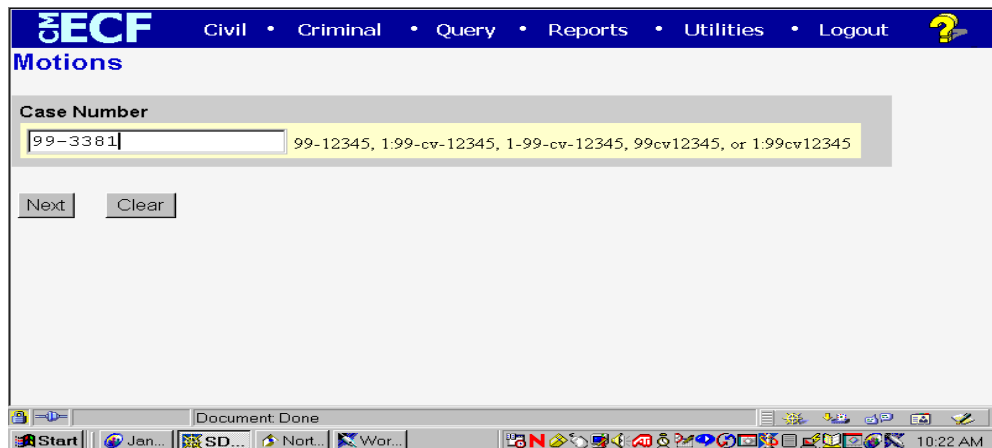 CM ECF Civil • Criminal • Query • Reports • Utilities • Logout ?
Motions
Case Number
99-3381 99-12345, 1:99-cv-12345, 1-99-cv-12345, 99cv12345, or 1:99cv12345
Next Clear
Document: Done
Start Jan... SD... Nort... Wor... 10:22 AM